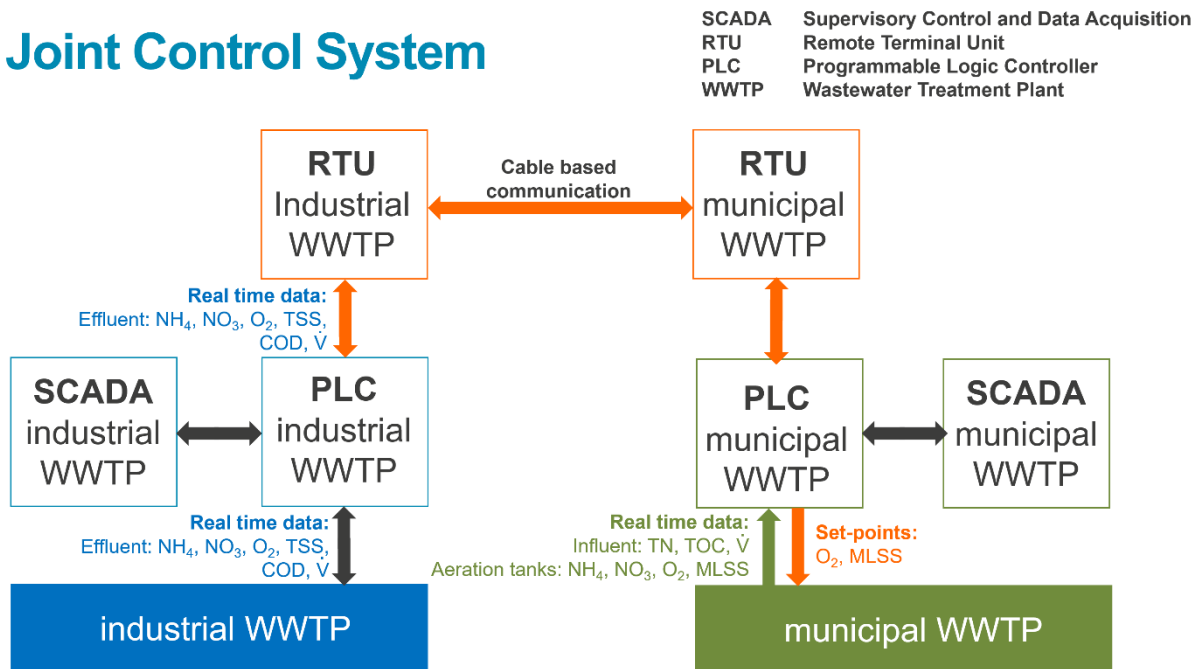 Joint Control System
SCADA Supervisory Control and Data Acquisition
RTU Remote Terminal Unit
PLC Programmable Logic Controller
WWTP Wastewater Treatment Plant
RTU
Industrial
WWTP
Cable based
communication
RTU
municipal
WWTP
Real time data:
Effluent: NH₄, NO₃, O₂, TSS,
COD, V̇
SCADA
industrial
WWTP
PLC
industrial
WWTP
PLC
municipal
WWTP
SCADA
municipal
WWTP
Real time data:
Effluent: NH₄, NO₃, O₂, TSS,
COD, V̇
Real time data:
Influent: TN, TOC, V̇
Aeration tanks: NH₄, NO₃, O₂, MLSS
Set-points:
O₂, MLSS
industrial WWTP
municipal WWTP